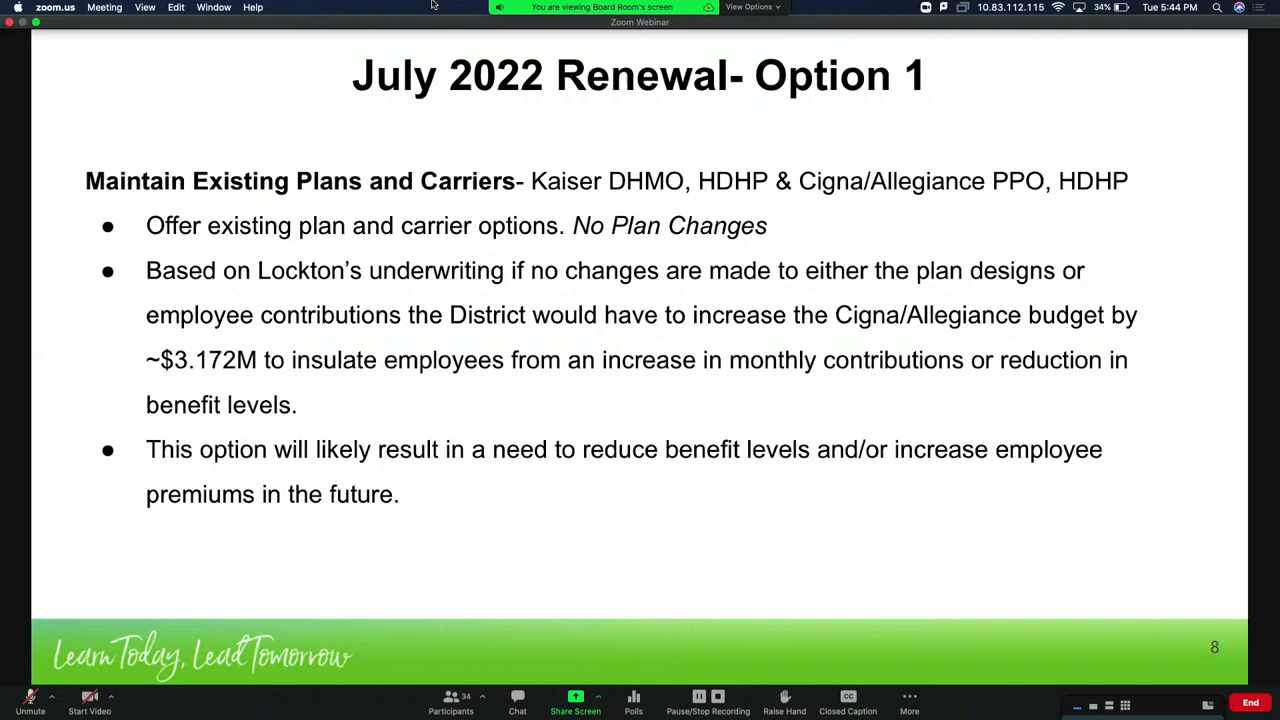 zoom.us Meeting View Edit Window Help You are viewing Board Room's screen View Options 10.83.112.115 34% Tue 5:44 PM
Zoom Webinar
July 2022 Renewal- Option 1
Maintain Existing Plans and Carriers- Kaiser DHMO, HDHP & Cigna/Allegiance PPO, HDHP
● Offer existing plan and carrier options. No Plan Changes
● Based on Lockton's underwriting if no changes are made to either the plan designs or
employee contributions the District would have to increase the Cigna/Allegiance budget by
~$3.172M to insulate employees from an increase in monthly contributions or reduction in
benefit levels.
● This option will likely result in a need to reduce benefit levels and/or increase employee
premiums in the future.
Learn Today, Lead Tomorrow
8
34
Unmute Start Video Participants Chat Share Screen Polls Pause/Stop Recording Raise Hand Closed Caption More End